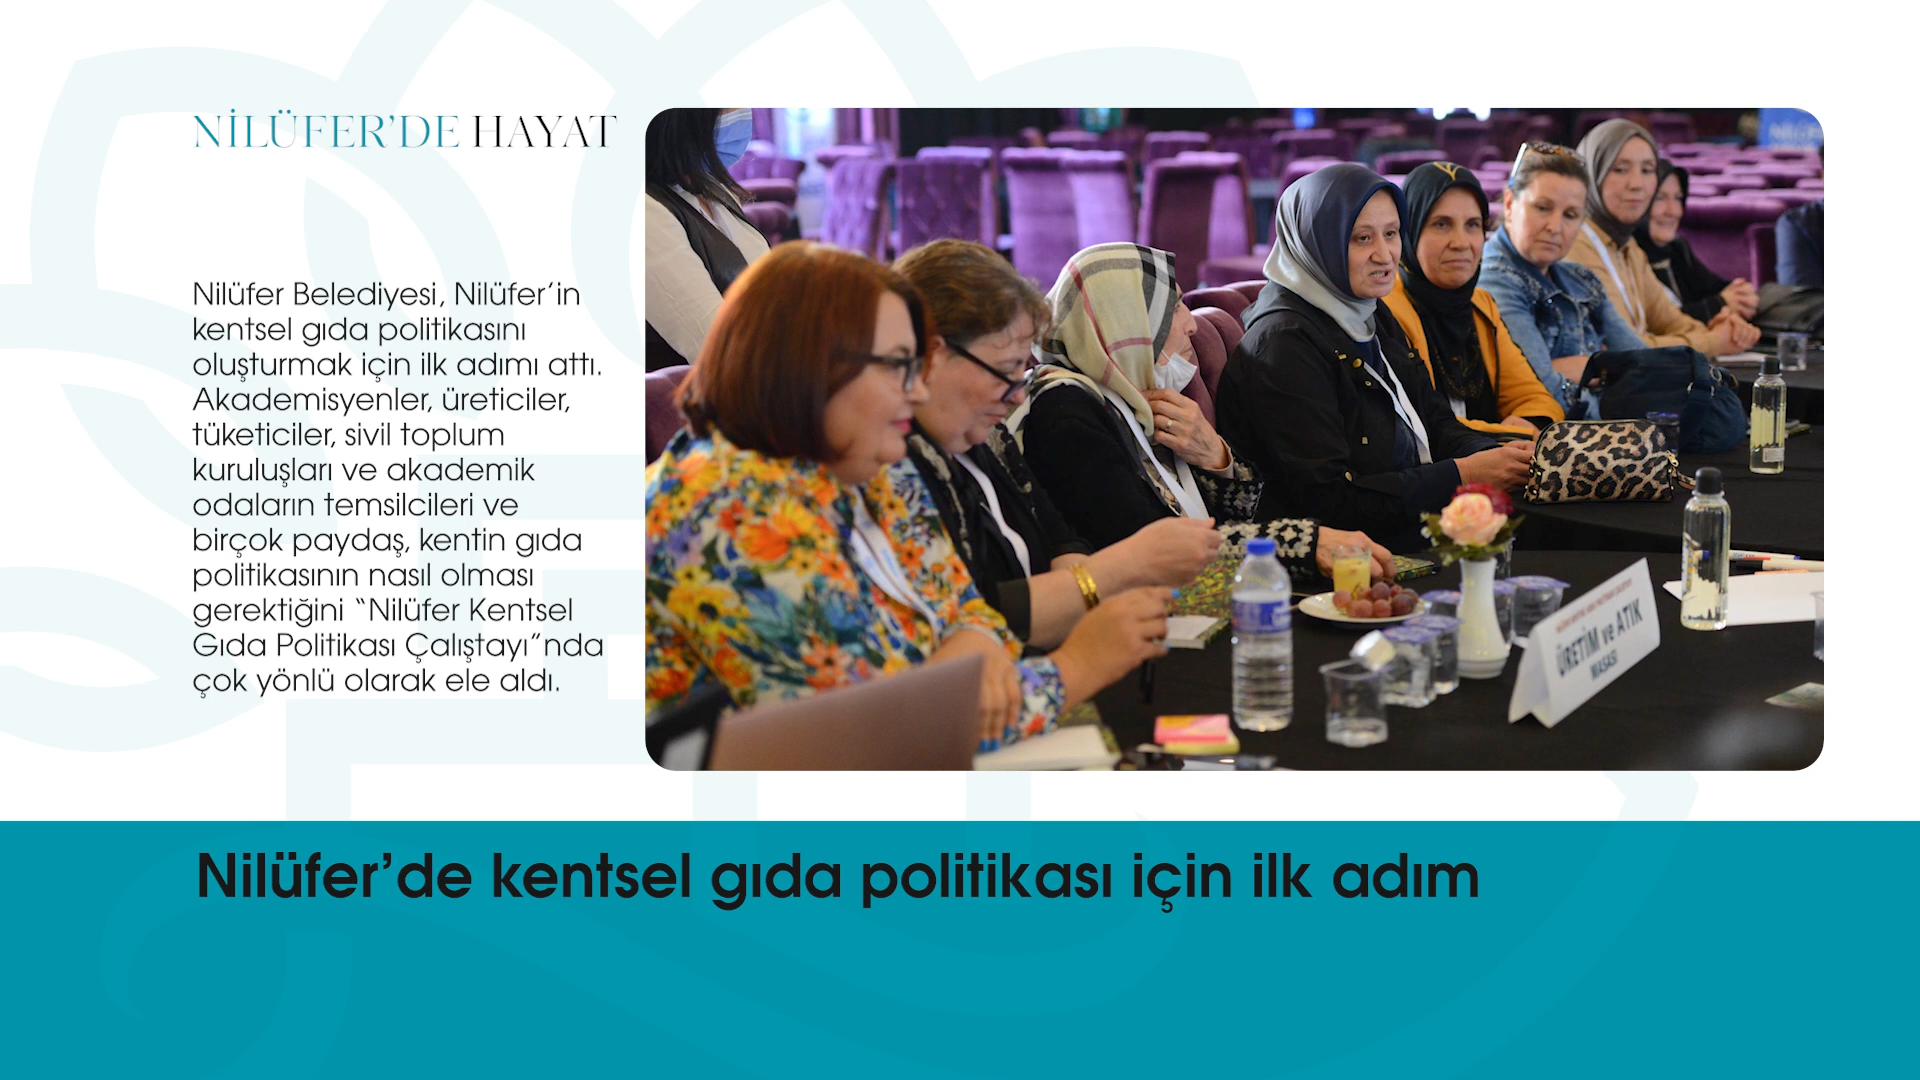 NİLÜFER'DE HAYAT
Nilüfer Belediyesi, Nilüfer'in
kentsel gıda politikasını
oluşturmak için ilk adımı attı.
Akademisyenler, üreticiler,
tüketiciler, sivil toplum
kuruluşları ve akademik
odaların temsilcileri ve
birçok paydaş, kentin gıda
politikasının nasıl olması
gerektiğini “Nilüfer Kentsel
Gıda Politikası Çalıştayı”nda
çok yönlü olarak ele aldı.
ÜRETİM ve ATIK
MASASI
Nilüfer’de kentsel gıda politikası için ilk adım